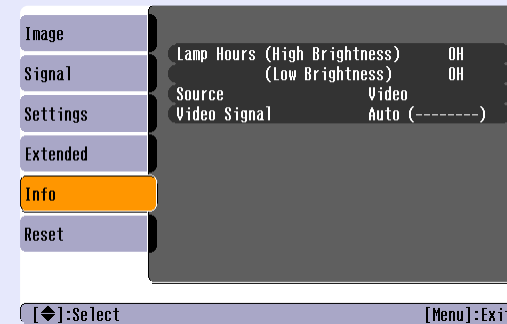 Image
Signal
Settings
Extended
Info
Reset
Lamp Hours (High Brightness) 0H
(Low Brightness) 0H
Source Video
Video Signal Auto (--------)
[◆]:Select [Menu]:Exit